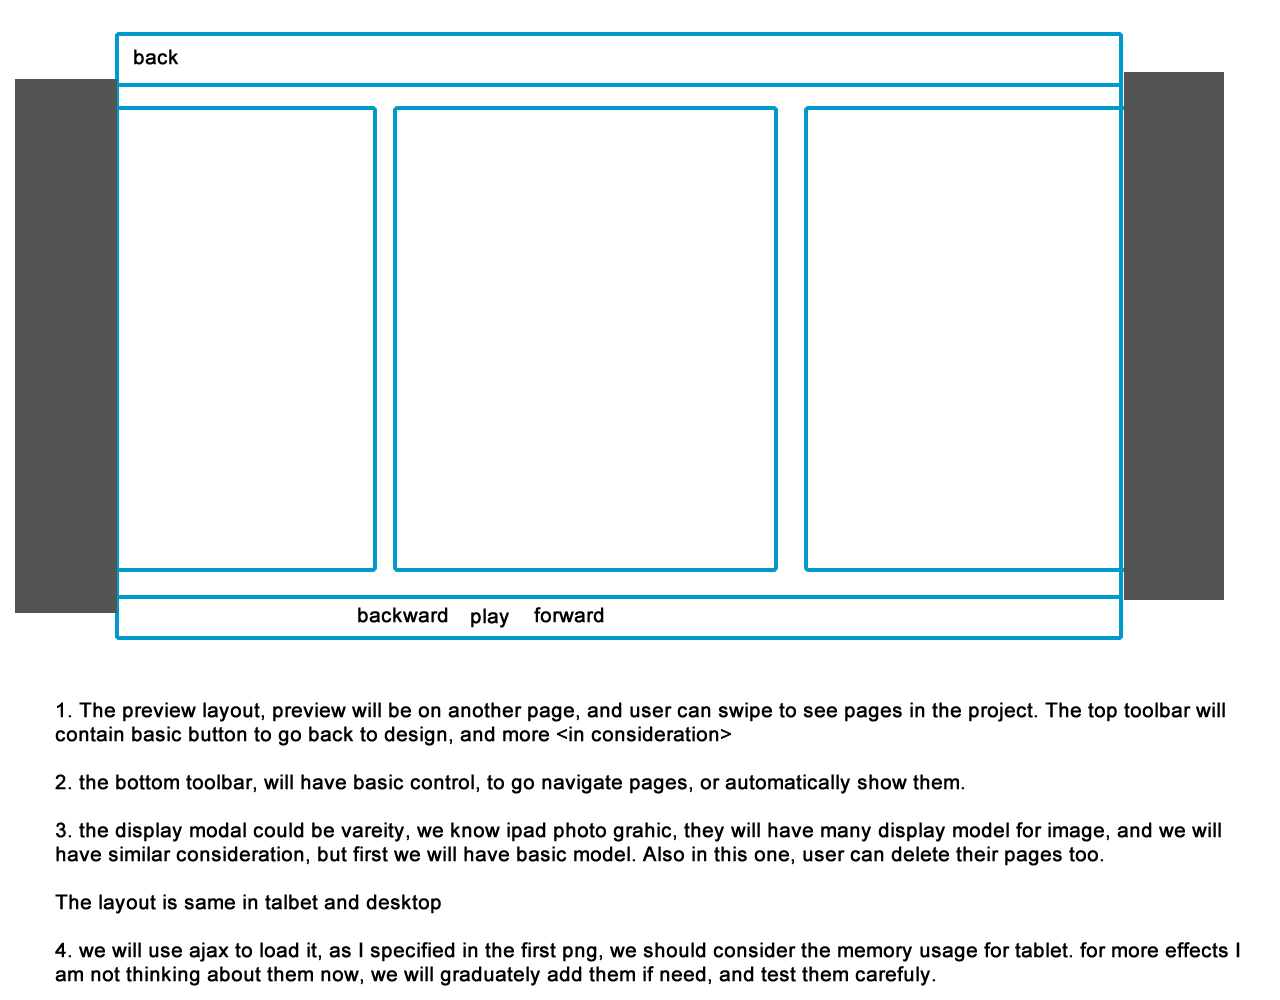 back
backward play forward
1. The preview layout, preview will be on another page, and user can swipe to see pages in the project. The top toolbar will
contain basic button to go back to design, and more <in consideration>
2. the bottom toolbar, will have basic control, to go navigate pages, or automatically show them.
3. the display modal could be vareity, we know ipad photo grahic, they will have many display model for image, and we will
have similar consideration, but first we will have basic model. Also in this one, user can delete their pages too.
The layout is same in talbet and desktop
4. we will use ajax to load it, as I specified in the first png, we should consider the memory usage for tablet. for more effects I
am not thinking about them now, we will graduately add them if need, and test them carefuly.